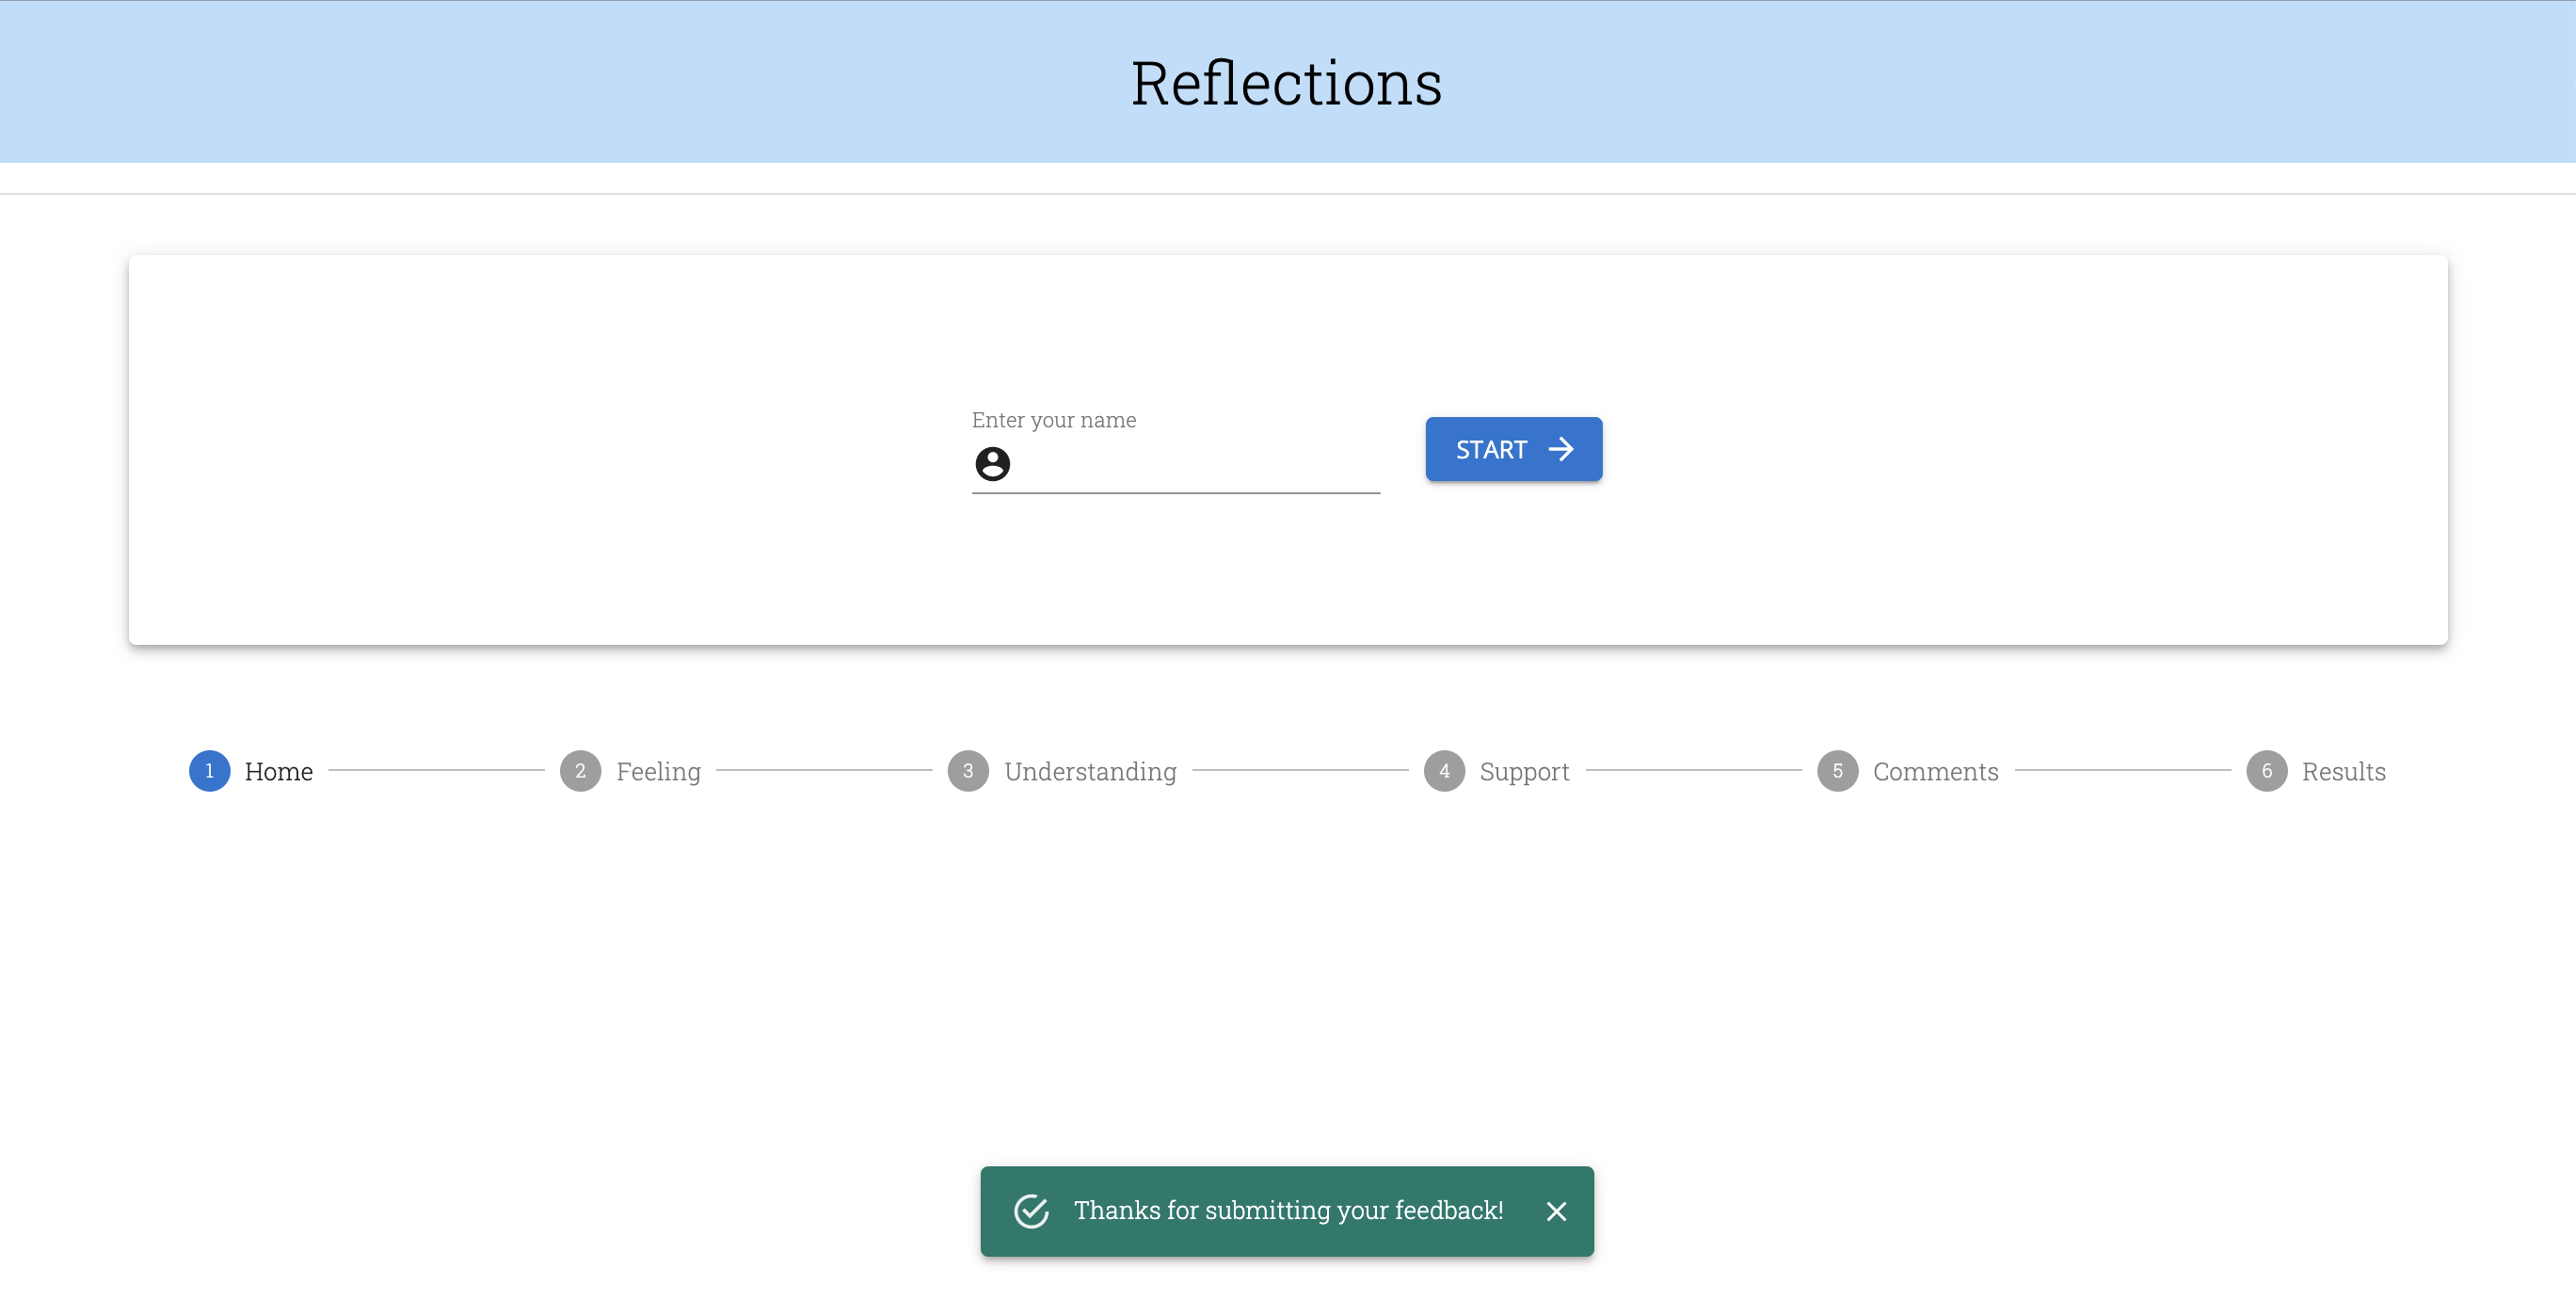 Reflections
Enter your name
START
1 Home 2 Feeling 3 Understanding 4 Support 5 Comments 6 Results
Thanks for submitting your feedback!